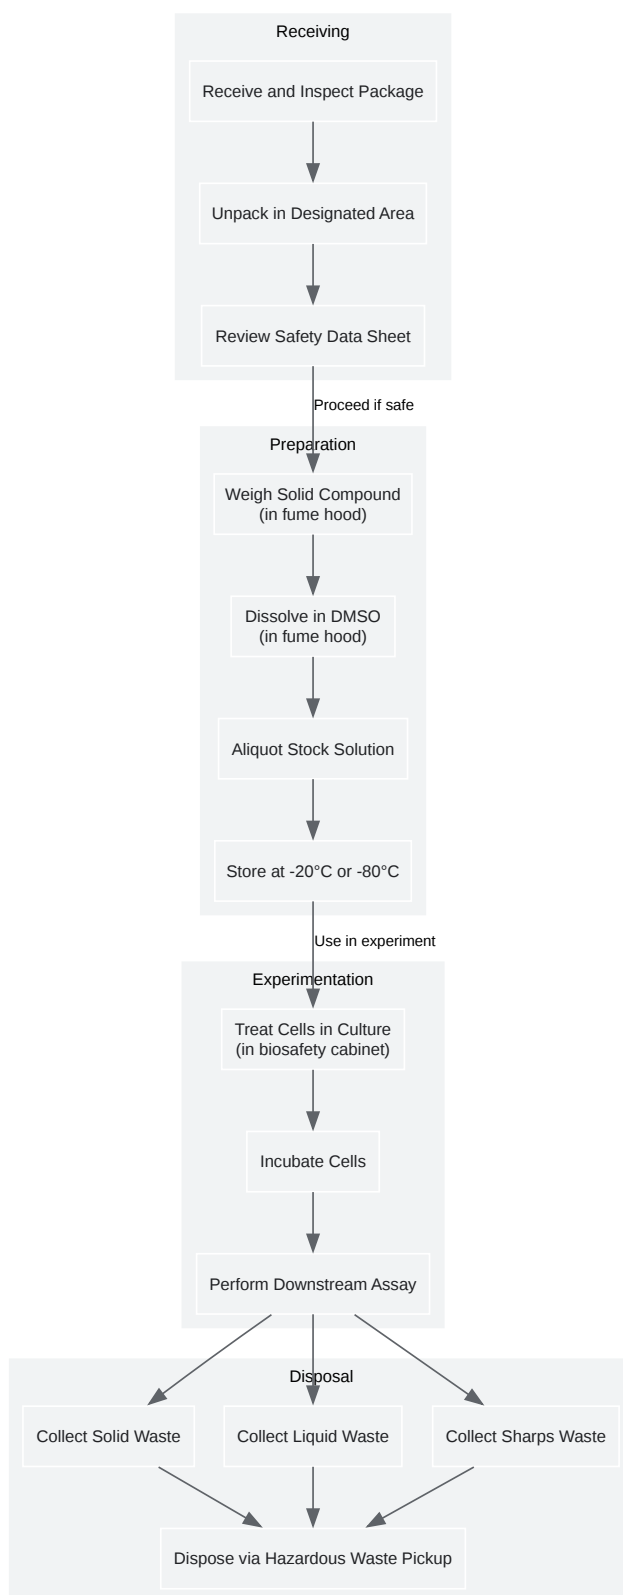 Receiving
Receive and Inspect Package
Unpack in Designated Area
Review Safety Data Sheet
Proceed if safe
Preparation
Weigh Solid Compound
(in fume hood)
Dissolve in DMSO
(in fume hood)
Aliquot Stock Solution
Store at -20°C or -80°C
Use in experiment
Experimentation
Treat Cells in Culture
(in biosafety cabinet)
Incubate Cells
Perform Downstream Assay
Disposal
Collect Solid Waste
Collect Liquid Waste
Collect Sharps Waste
Dispose via Hazardous Waste Pickup